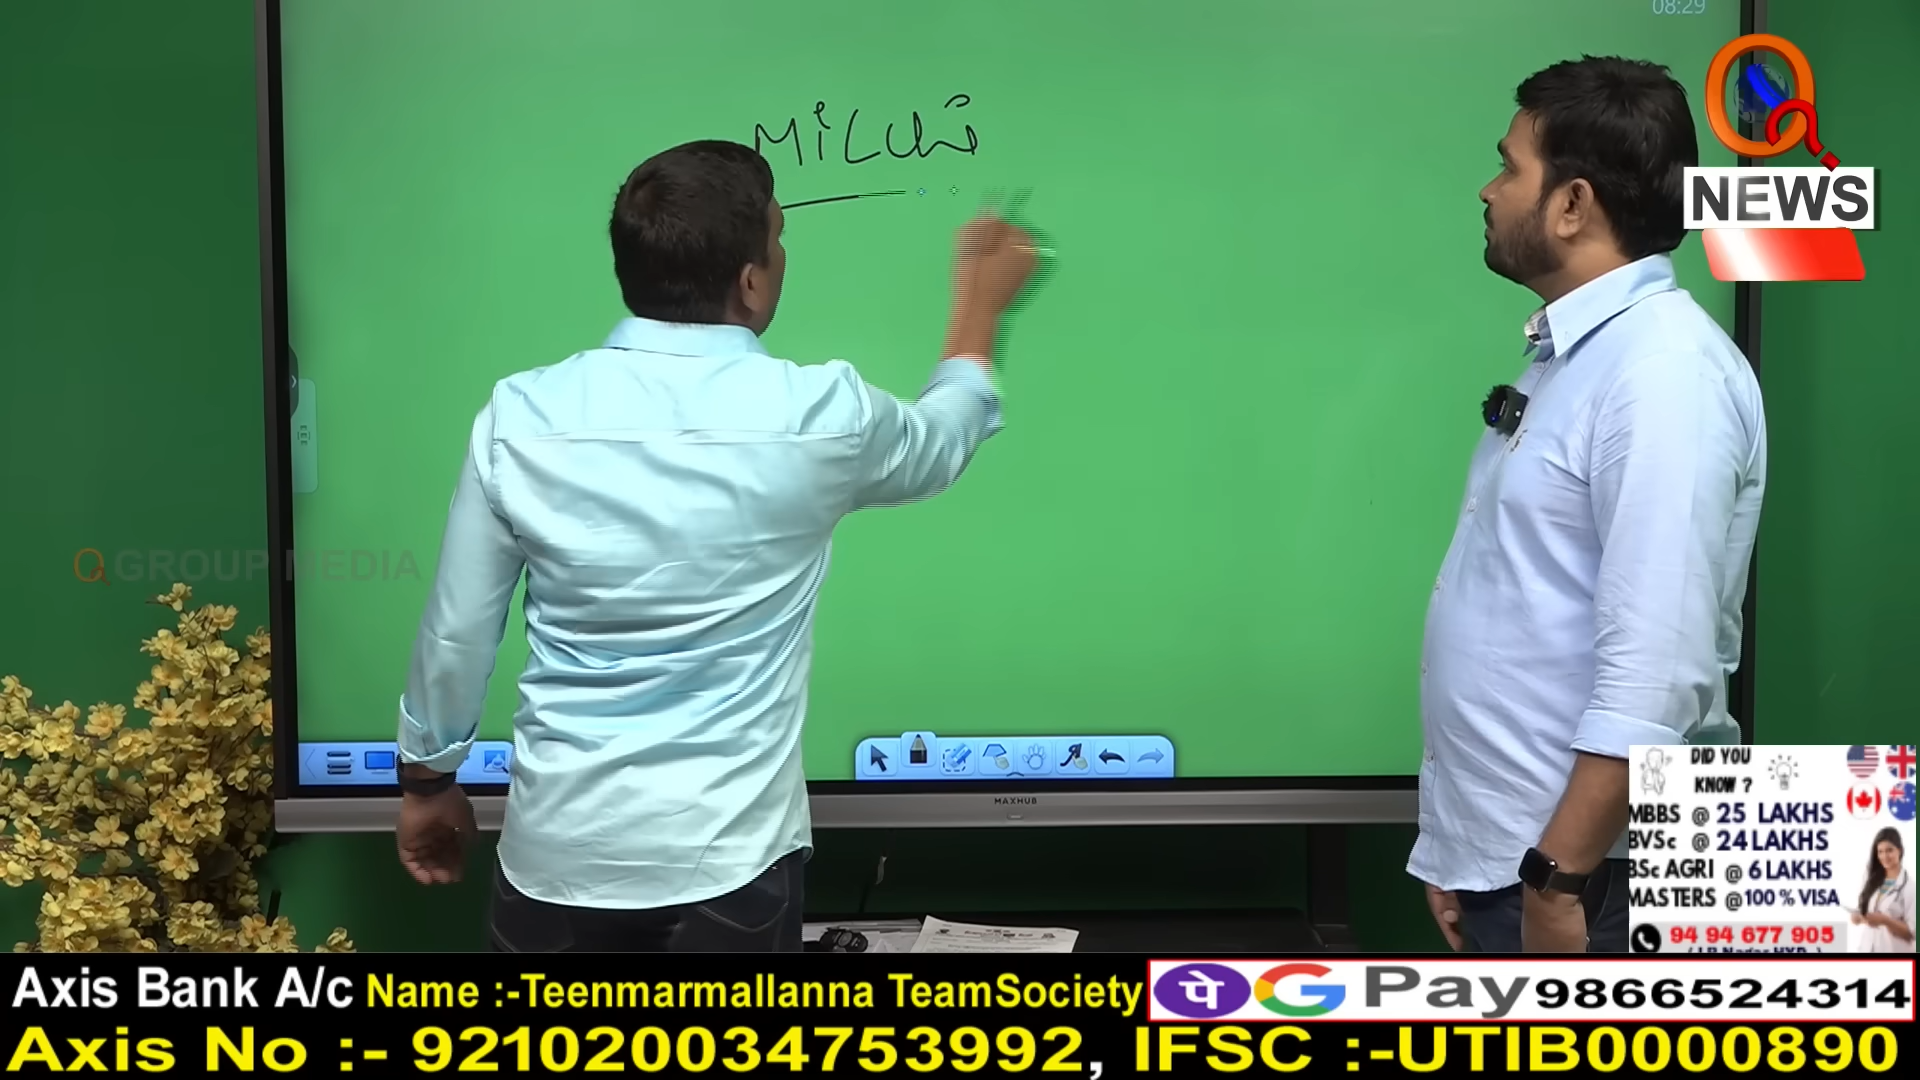 08:29
NEWS
GROUP MEDIA
MAXHUB
DID YOU
KNOW ?
MBBS @ 25 LAKHS
BVSc @ 24 LAKHS
BSc AGRI @ 6 LAKHS
MASTERS @ 100 % VISA
94 94 677 905
Axis Bank A/c Name :-Teenmarmallanna TeamSociety
पे G Pay 9866524314
Axis No :- 921020034753992, IFSC :-UTIB0000890